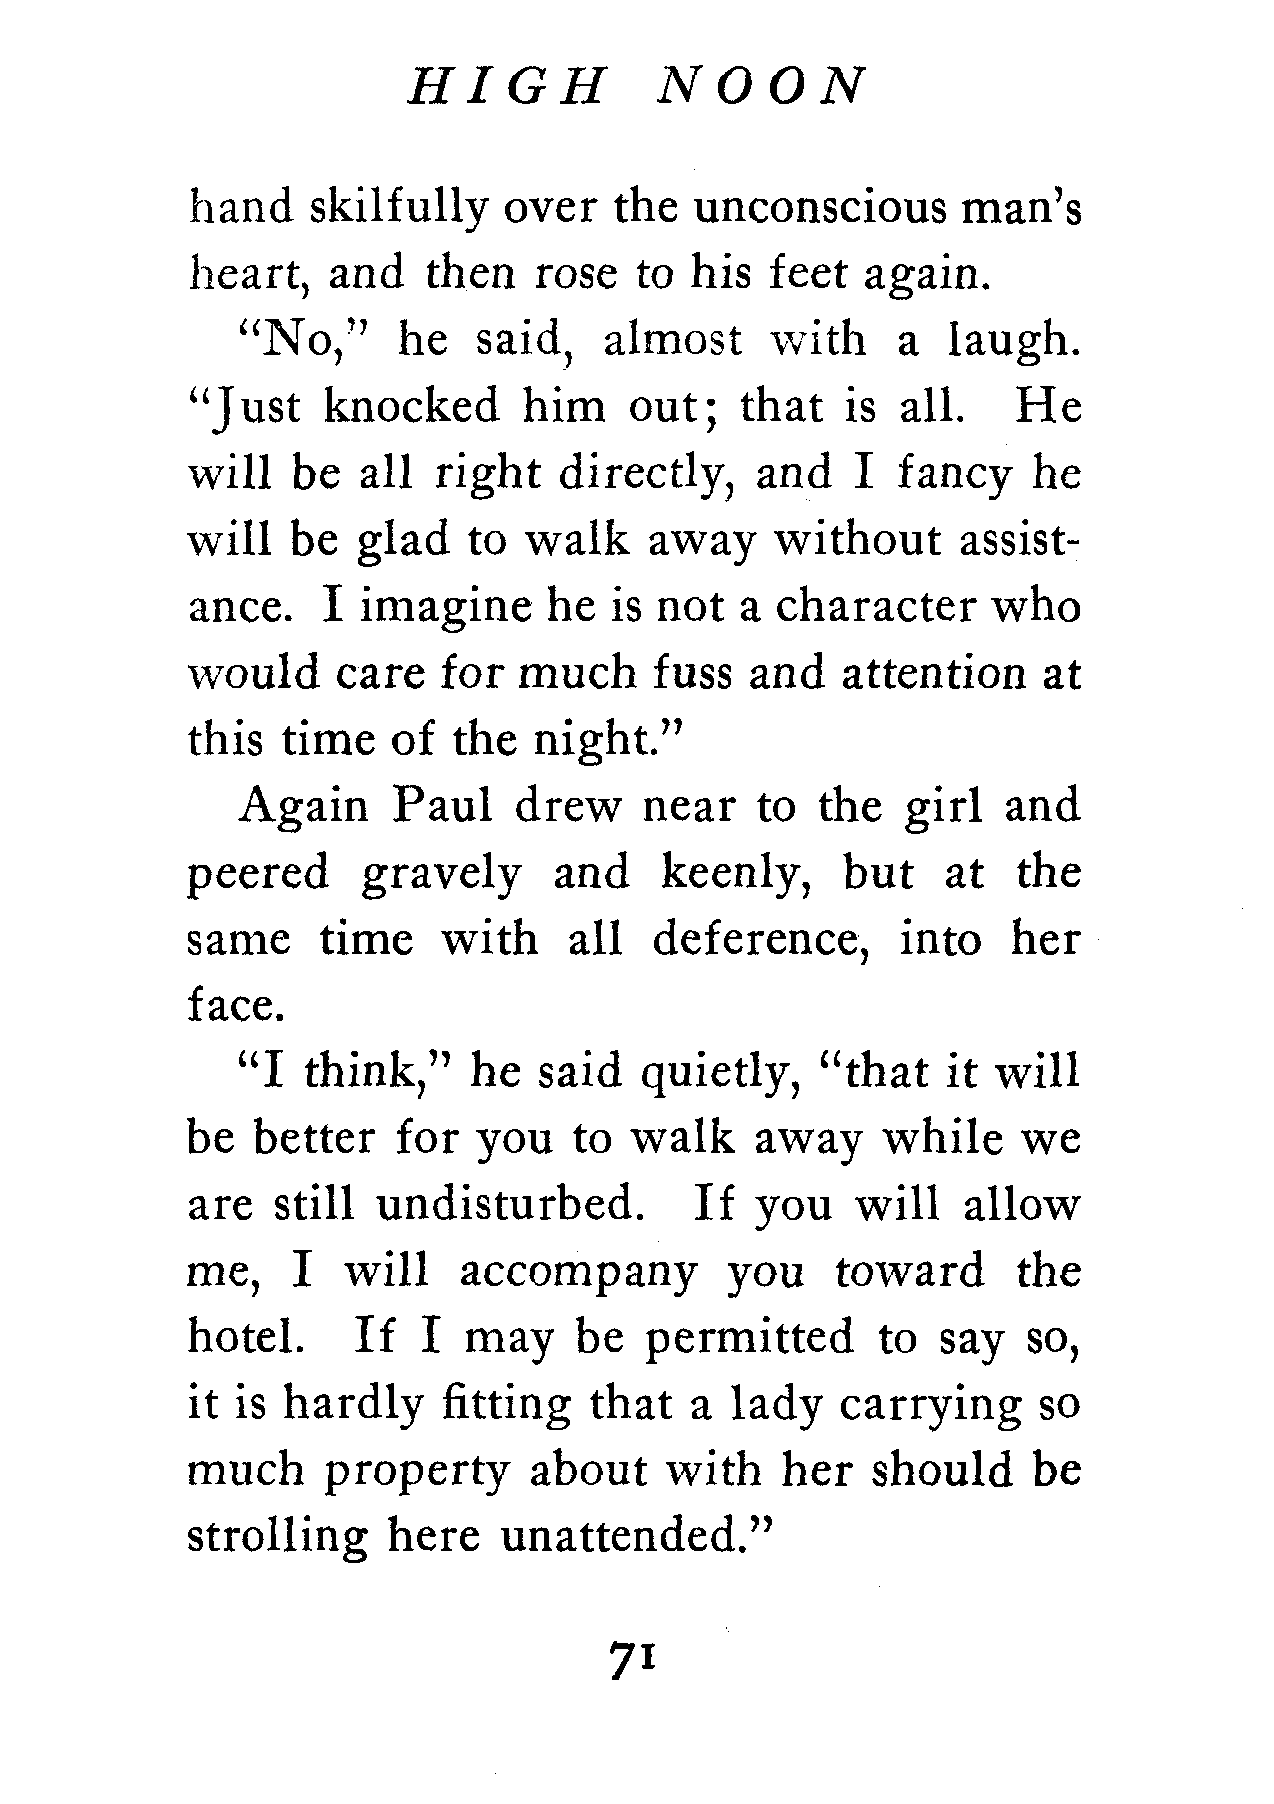 HIGH NOON
hand skilfully over the unconscious man's
heart, and then rose to his feet again.
"No," he said, almost with a laugh.
"Just knocked him out; that is all. He
will be all right directly, and I fancy he
will be glad to walk away without assist-
ance. I imagine he is not a character who
would care for much fuss and attention at
this time of the night."
Again Paul drew near to the girl and
peered gravely and keenly, but at the
same time with all deference, into her
face.
"I think," he said quietly, "that it will
be better for you to walk away while we
are still undisturbed. If you will allow
me, I will accompany you toward the
hotel. If I may be permitted to say so,
it is hardly fitting that a lady carrying so
much property about with her should be
strolling here unattended."
71